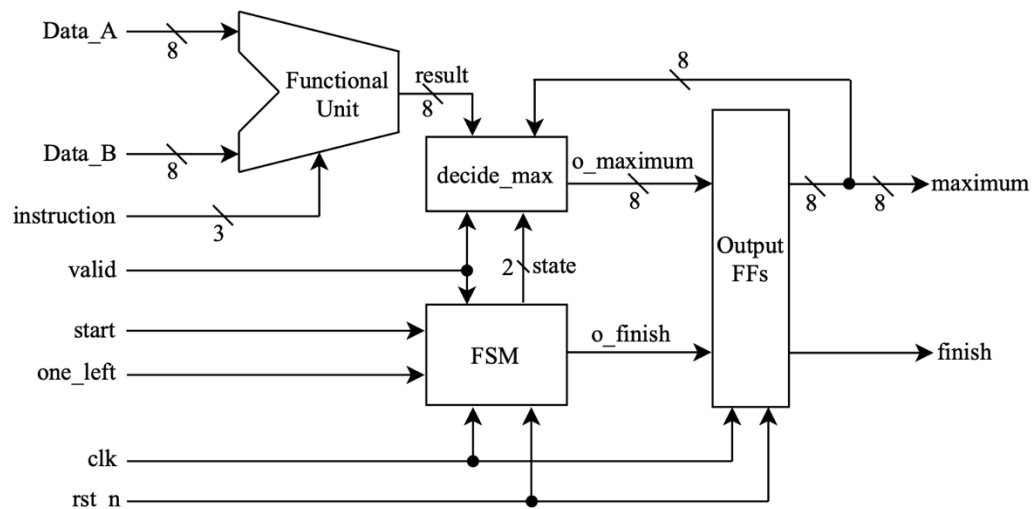 Data_A
8
Functional
Unit
result
8
8
Data_B
8
decide_max
o_maximum
8
8
8
maximum
instruction
3
valid
2
state
Output
FFs
start
FSM
o_finish
finish
one_left
clk
rst_n